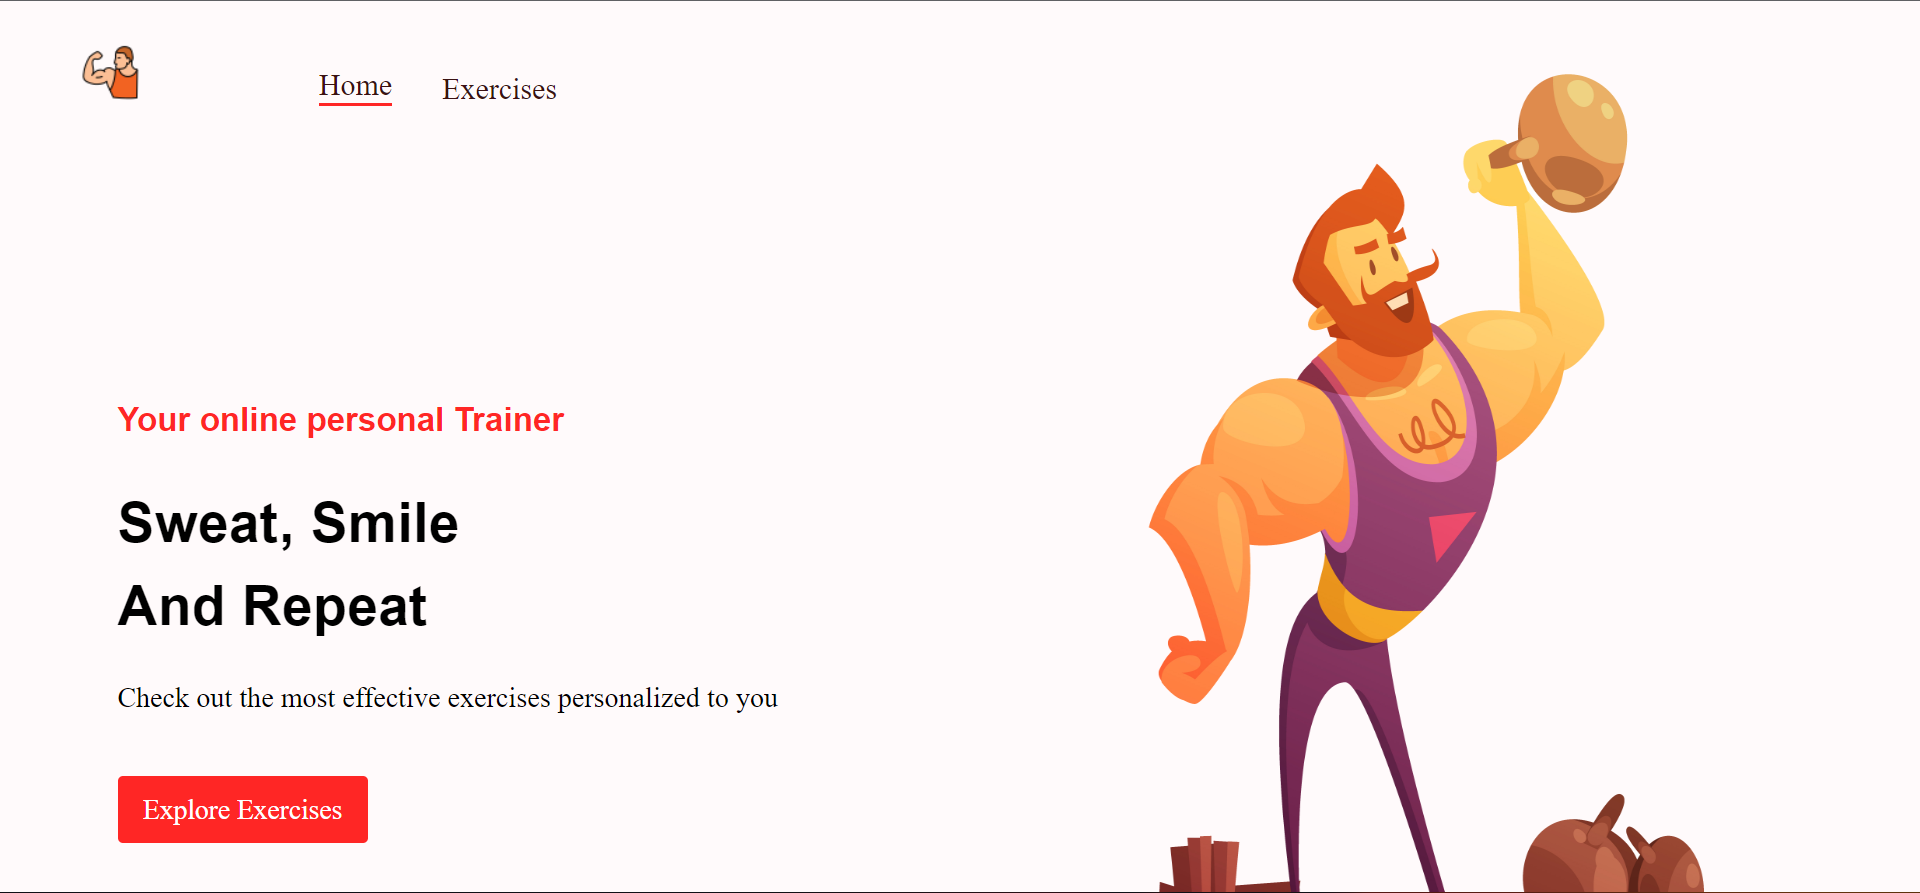 Home
Exercises
Your online personal Trainer
Sweat, Smile
And Repeat
Check out the most effective exercises personalized to you
Explore Exercises